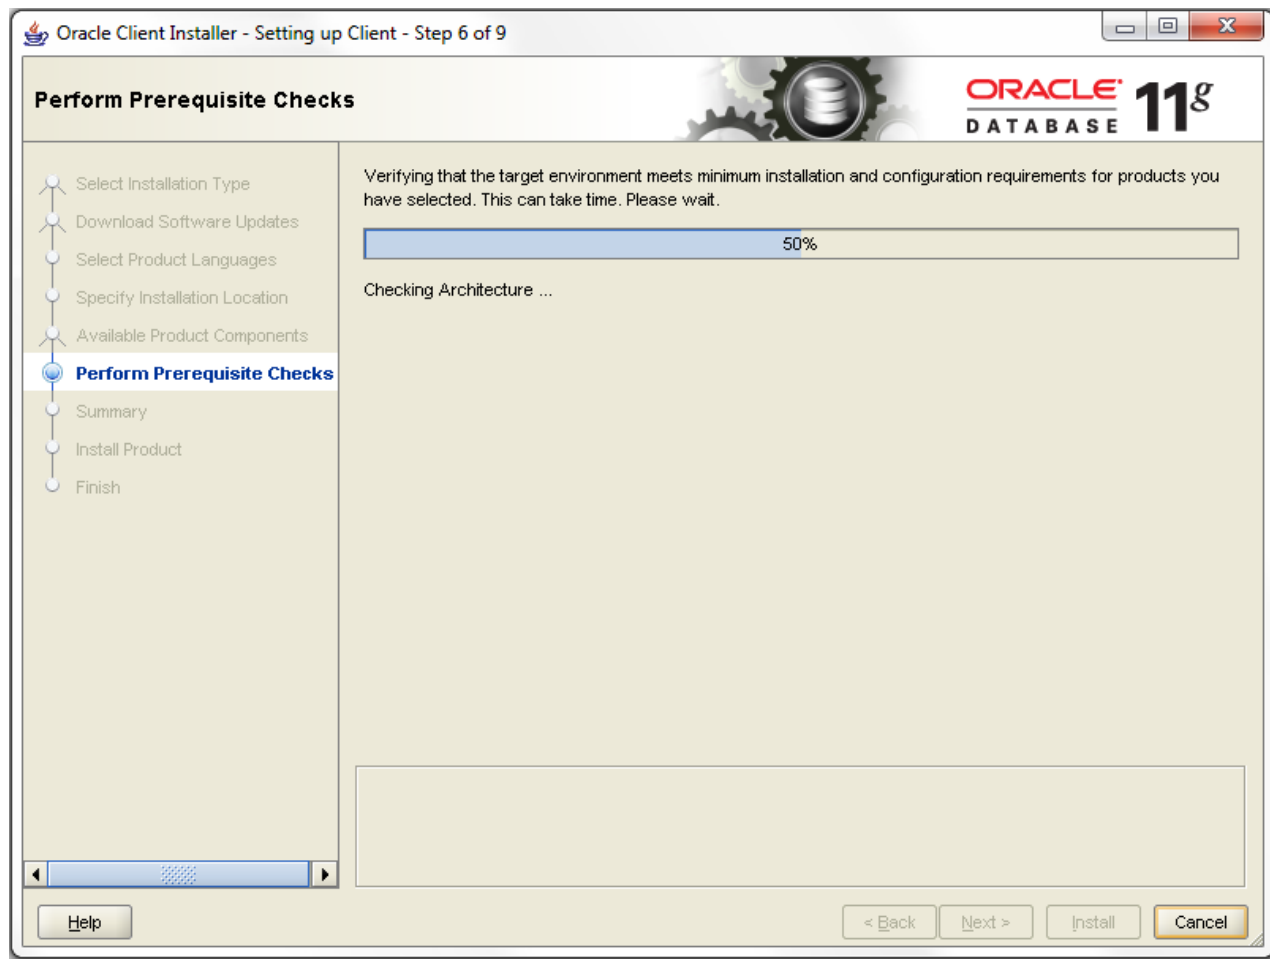 Oracle Client Installer - Setting up Client - Step 6 of 9
Perform Prerequisite Checks
ORACLE
DATABASE
11g
Select Installation Type
Download Software Updates
Select Product Languages
Specify Installation Location
Available Product Components
Perform Prerequisite Checks
Summary
Install Product
Finish
Verifying that the target environment meets minimum installation and configuration requirements for products you
have selected. This can take time. Please wait.
50%
Checking Architecture ...
Help
< Back
Next >
Install
Cancel